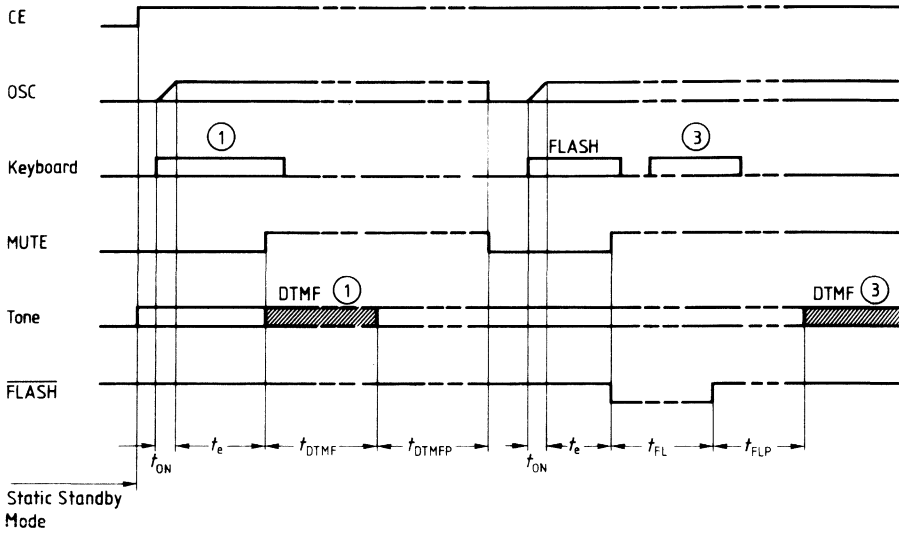 CE
OSC
1
Keyboard
FLASH
3
MUTE
DTMF 1
DTMF 3
Tone
FLASH
tON
te
tDTMF
tDTMFP
tON
te
tFL
tFLP
Static Standby
Mode